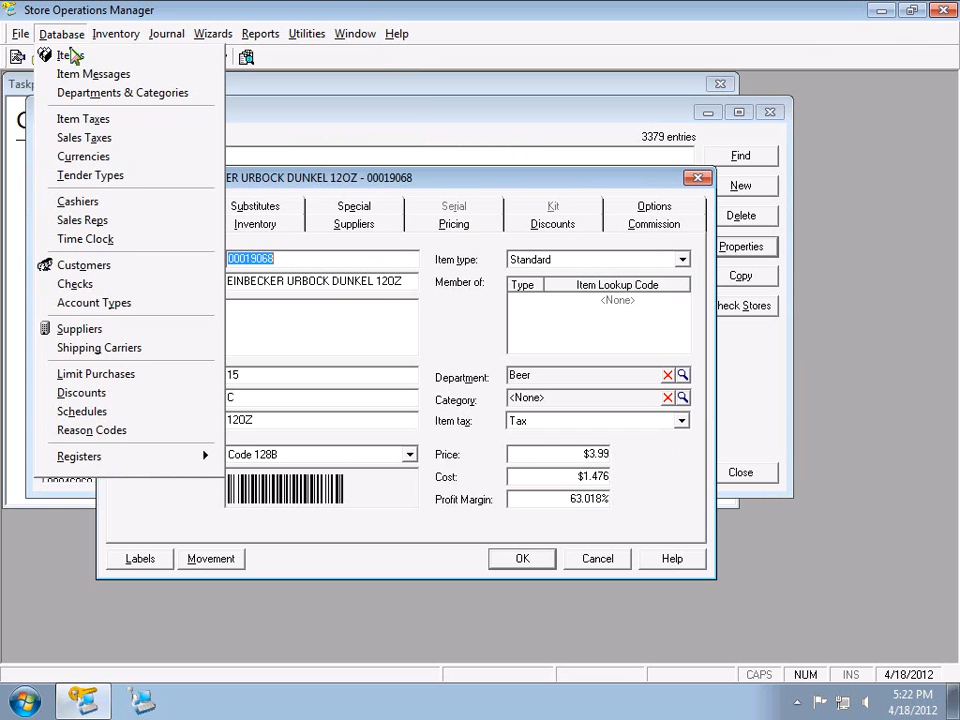 Store Operations Manager
File Database Inventory Journal Wizards Reports Utilities Window Help
Items
Item Messages
Departments & Categories
Item Taxes
Sales Taxes
Currencies
Tender Types
Cashiers
Sales Reps
Time Clock
Customers
Checks
Account Types
Suppliers
Shipping Carriers
Limit Purchases
Discounts
Schedules
Reason Codes
Registers
3379 entries
Find
New
Delete
Properties
Copy
Close
URBOCK DUNKEL 12OZ - 00019068
Substitutes Special Serial Kit Options
Inventory Suppliers Pricing Discounts Commission
00019068
EINBECKER URBOCK DUNKEL 12OZ
15
C
12OZ
Code 128B
Item type: Standard
Member of: Type Item Lookup Code
<None>
Department: Beer
Category: <None>
Item tax: Tax
Price: $3.99
Cost: $1.476
Profit Margin: 63.018%
Labels Movement OK Cancel Help
CAPS NUM INS 4/18/2012
5:22 PM
4/18/2012